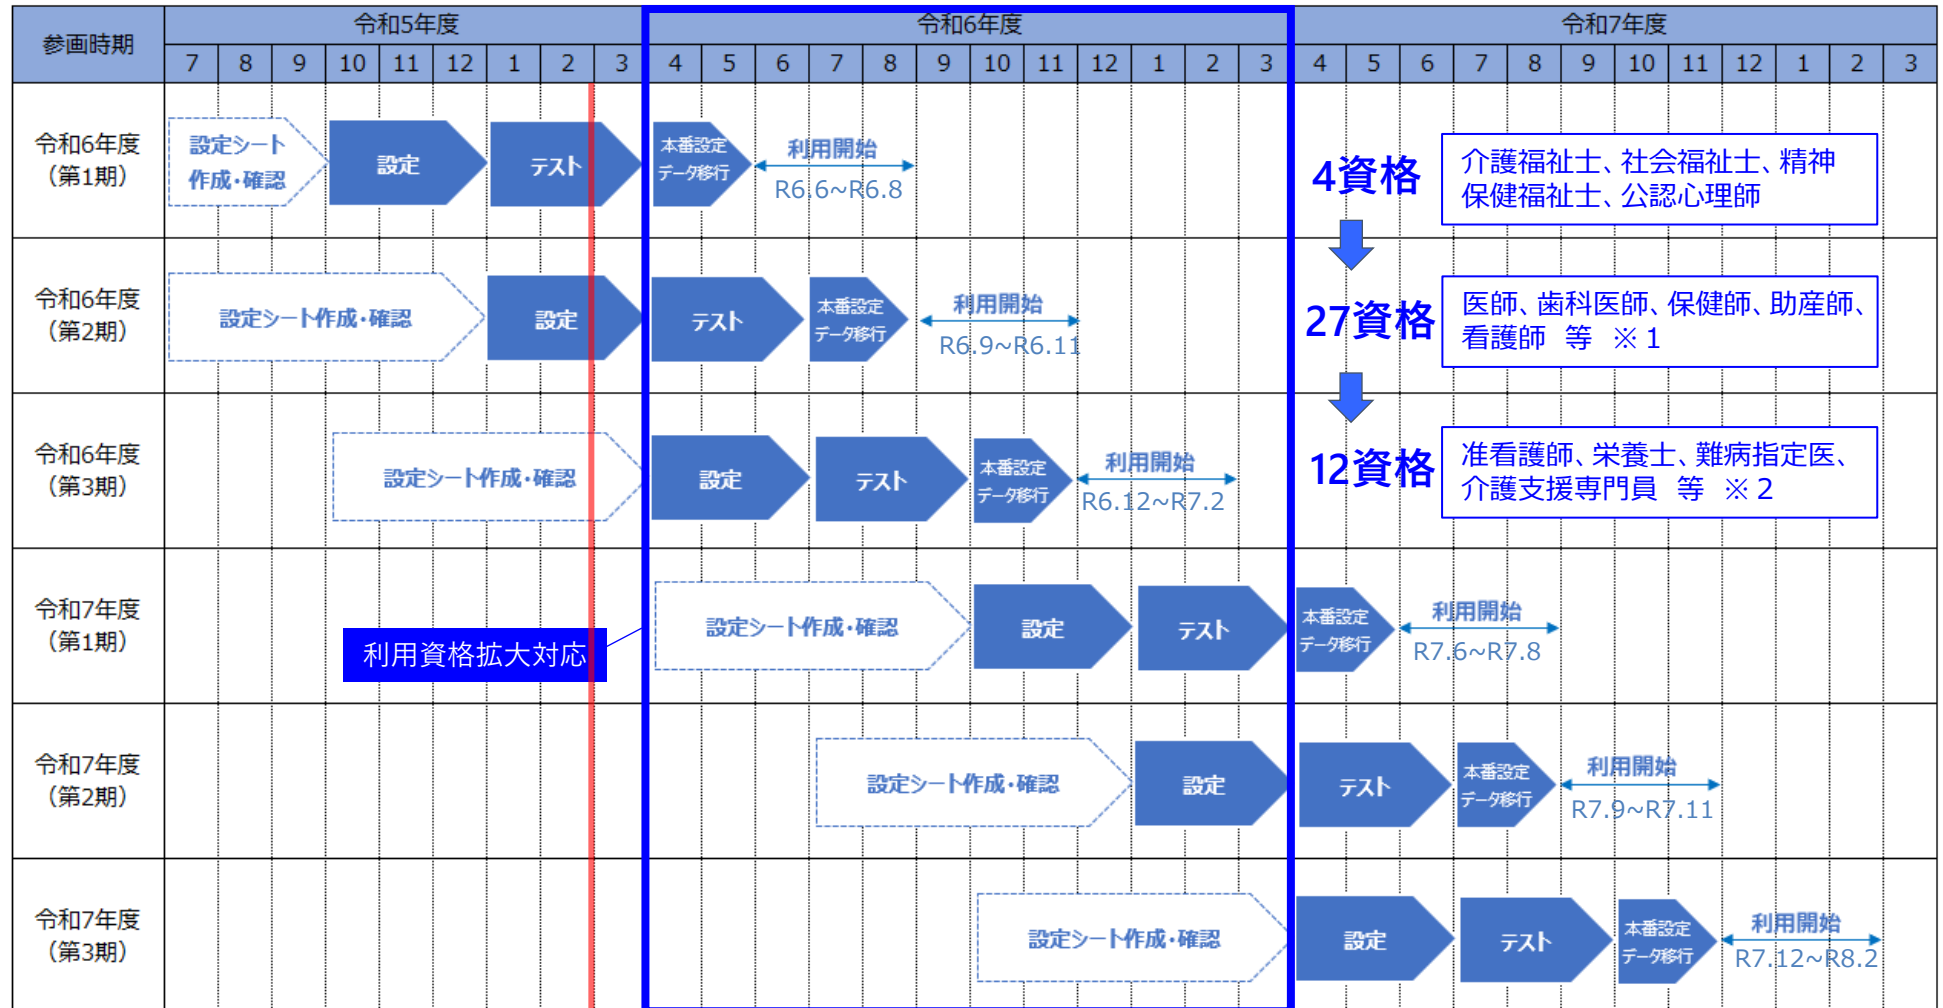 参画時期
令和5年度
令和6年度
令和7年度
7 8 9 10 11 12 1 2 3 4 5 6 7 8 9 10 11 12 1 2 3 4 5 6 7 8 9 10 11 12 1 2 3
令和6年度
（第1期）
設定シート
作成・確認
設定
テスト
本番設定
データ移行
利用開始
R6.6~R6.8
4資格
介護福祉士、社会福祉士、精神
保健福祉士、公認心理師
令和6年度
（第2期）
設定シート作成・確認
設定
テスト
本番設定
データ移行
利用開始
R6.9~R6.11
27資格
医師、歯科医師、保健師、助産師、
看護師 等 ※1
令和6年度
（第3期）
設定シート作成・確認
設定
テスト
本番設定
データ移行
利用開始
R6.12~R7.2
12資格
准看護師、栄養士、難病指定医、
介護支援専門員 等 ※2
令和7年度
（第1期）
利用資格拡大対応
設定シート作成・確認
設定
テスト
本番設定
データ移行
利用開始
R7.6~R7.8
令和7年度
（第2期）
設定シート作成・確認
設定
テスト
本番設定
データ移行
利用開始
R7.9~R7.11
令和7年度
（第3期）
設定シート作成・確認
設定
テスト
本番設定
データ移行
利用開始
R7.12~R8.2